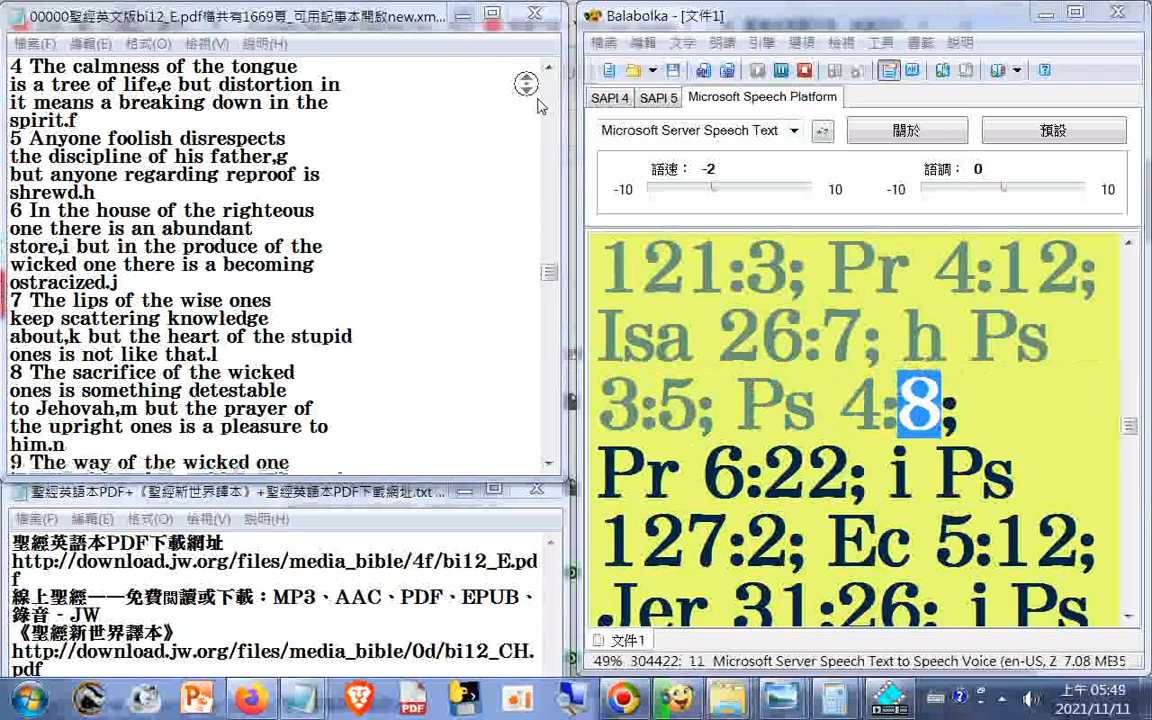 00000聖經英文版bi12_E.pdf檔共有1669頁_可用記事本開啟new.xm...
檔案(F) 編輯(E) 格式(O) 檢視(V) 說明(H)
4 The calmness of the tongue
is a tree of life,e but distortion in
it means a breaking down in the
spirit.f
5 Anyone foolish disrespects
the discipline of his father,g
but anyone regarding reproof is
shrewd.h
6 In the house of the righteous
one there is an abundant
store,i but in the produce of the
wicked one there is a becoming
ostracized.j
7 The lips of the wise ones
keep scattering knowledge
about,k but the heart of the stupid
ones is not like that.l
8 The sacrifice of the wicked
ones is something detestable
to Jehovah,m but the prayer of
the upright ones is a pleasure to
him.n
9 The way of the wicked one
聖經英語本PDF+《聖經新世界譯本》+聖經英語本PDF下載網址.txt ...
檔案(F) 編輯(E) 格式(O) 檢視(V) 說明(H)
聖經英語本PDF下載網址
http://download.jw.org/files/media_bible/4f/bi12_E.pd
f
線上聖經——免費閱讀或下載：MP3、AAC、PDF、EPUB、
錄音 - JW
《聖經新世界譯本》
http://download.jw.org/files/media_bible/0d/bi12_CH.
pdf
Balabolka - [文件1]
檔案 編輯 文字 朗讀 引擎 選項 檢視 工具 書籤 說明
SAPI 4 SAPI 5 Microsoft Speech Platform
Microsoft Server Speech Text 關於 預設
語速： -2 語調： 0
-10 10 -10 10
121:3; Pr 4:12;
Isa 26:7; h Ps
3:5; Ps 4:8;
Pr 6:22; i Ps
127:2; Ec 5:12;
Jer 31:26; j Ps
文件1
49% 304422: 11 Microsoft Server Speech Text to Speech Voice (en-US, Z 7.08 MB
上午 05:49
2021/11/11